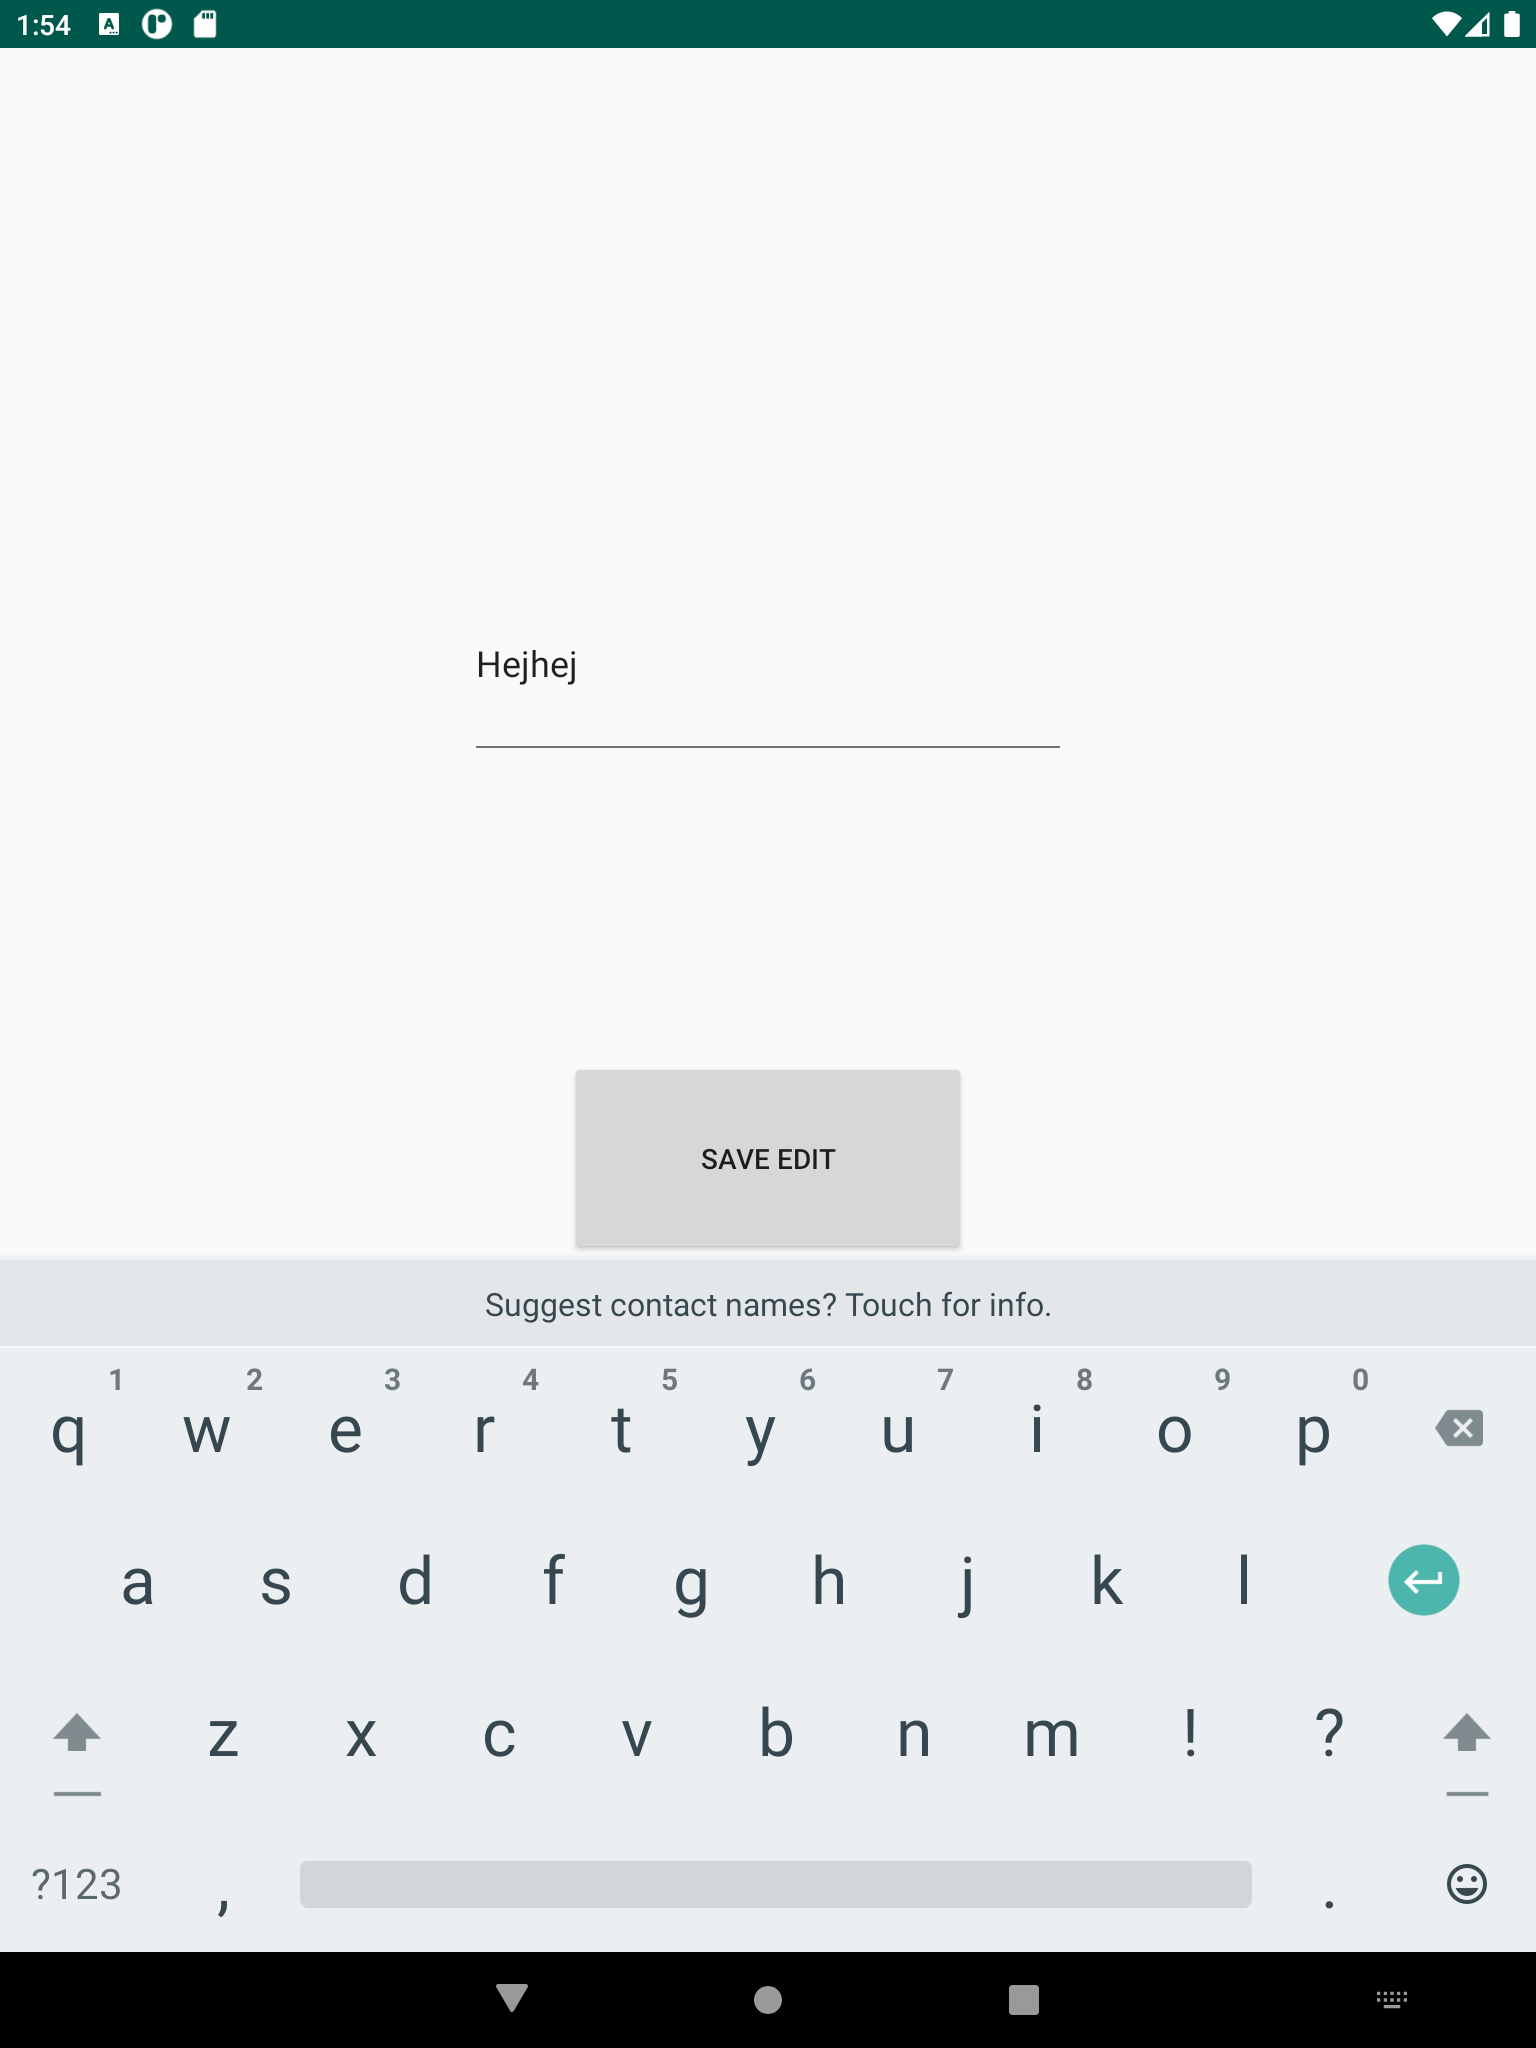 1:54
Hejhej
SAVE EDIT
Suggest contact names? Touch for info.
1 2 3 4 5 6 7 8 9 0
q w e r t y u i o p
a s d f g h j k l
z x c v b n m ! ?
?123 , .